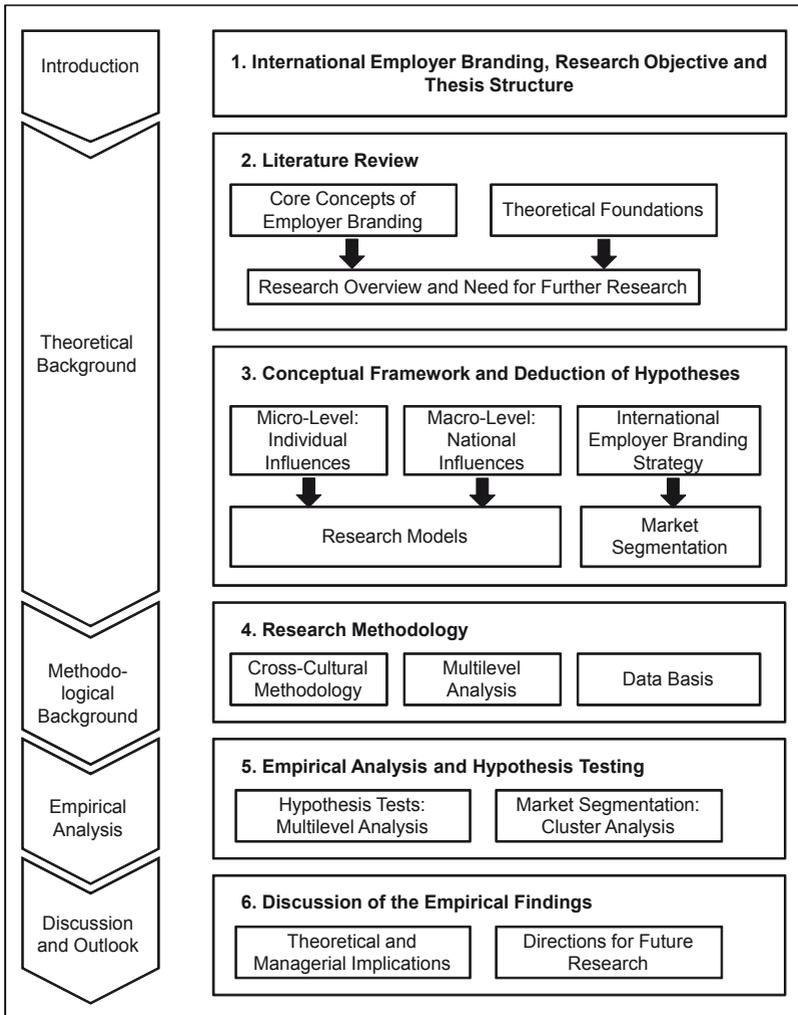 Introduction
1. International Employer Branding, Research Objective and
Thesis Structure
Theoretical
Background
2. Literature Review
Core Concepts of
Employer Branding
Theoretical Foundations
Research Overview and Need for Further Research
3. Conceptual Framework and Deduction of Hypotheses
Micro-Level:
Individual
Influences
Macro-Level:
National
Influences
International
Employer Branding
Strategy
Research Models
Market
Segmentation
Methodo-
logical
Background
4. Research Methodology
Cross-Cultural
Methodology
Multilevel
Analysis
Data Basis
Empirical
Analysis
5. Empirical Analysis and Hypothesis Testing
Hypothesis Tests:
Multilevel Analysis
Market Segmentation:
Cluster Analysis
Discussion
and Outlook
6. Discussion of the Empirical Findings
Theoretical and
Managerial Implications
Directions for Future
Research